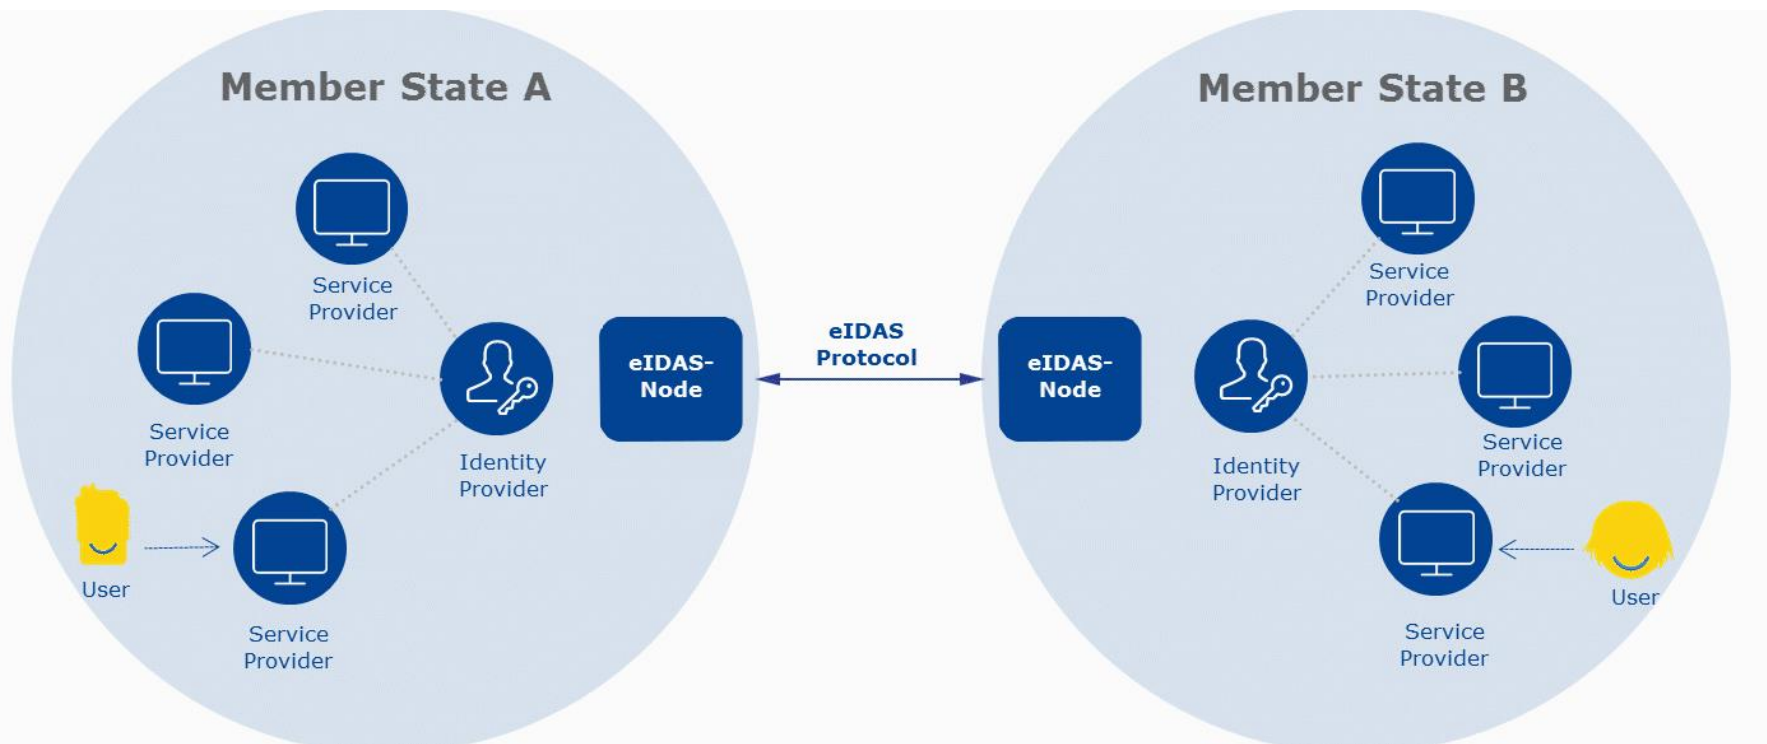 Member State A
Service
Provider
Service
Provider
Identity
Provider
User
Service
Provider
eIDAS-
Node
eIDAS
Protocol
Member State B
eIDAS-
Node
Service
Provider
Service
Provider
Identity
Provider
User
Service
Provider